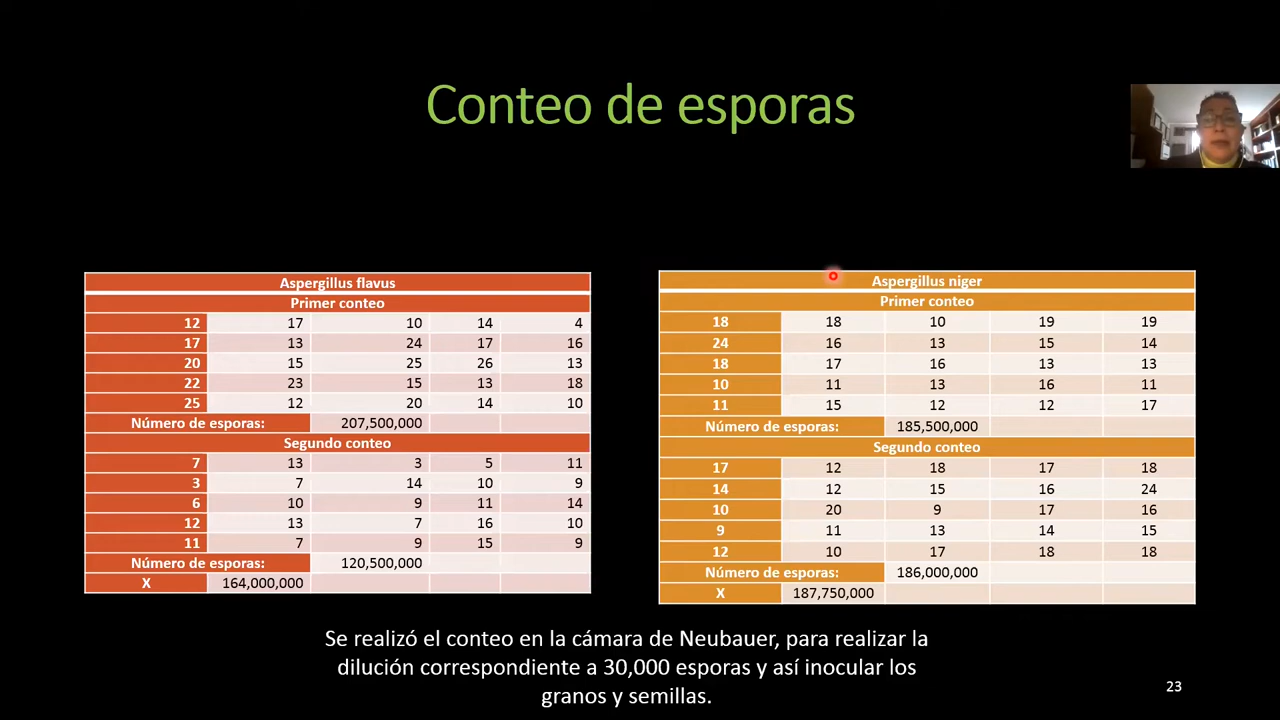 Conteo de esporas
Aspergillus flavus
Primer conteo
12 17 10 14 4
17 13 24 17 16
20 15 25 26 13
22 23 15 13 18
25 12 20 14 10
Número de esporas: 207,500,000
Segundo conteo
7 13 3 5 11
3 7 14 10 9
6 10 9 11 14
12 13 7 16 10
11 7 9 15 9
Número de esporas: 120,500,000
X 164,000,000
Aspergillus niger
Primer conteo
18 18 10 19 19
24 16 13 15 14
18 17 16 13 13
10 11 13 16 11
11 15 12 12 17
Número de esporas: 185,500,000
Segundo conteo
17 12 18 17 18
14 12 15 16 24
10 20 9 17 16
9 11 13 14 15
12 10 17 18 18
Número de esporas: 186,000,000
X 187,750,000
Se realizó el conteo en la cámara de Neubauer, para realizar la
dilución correspondiente a 30,000 esporas y así inocular los
granos y semillas.
23